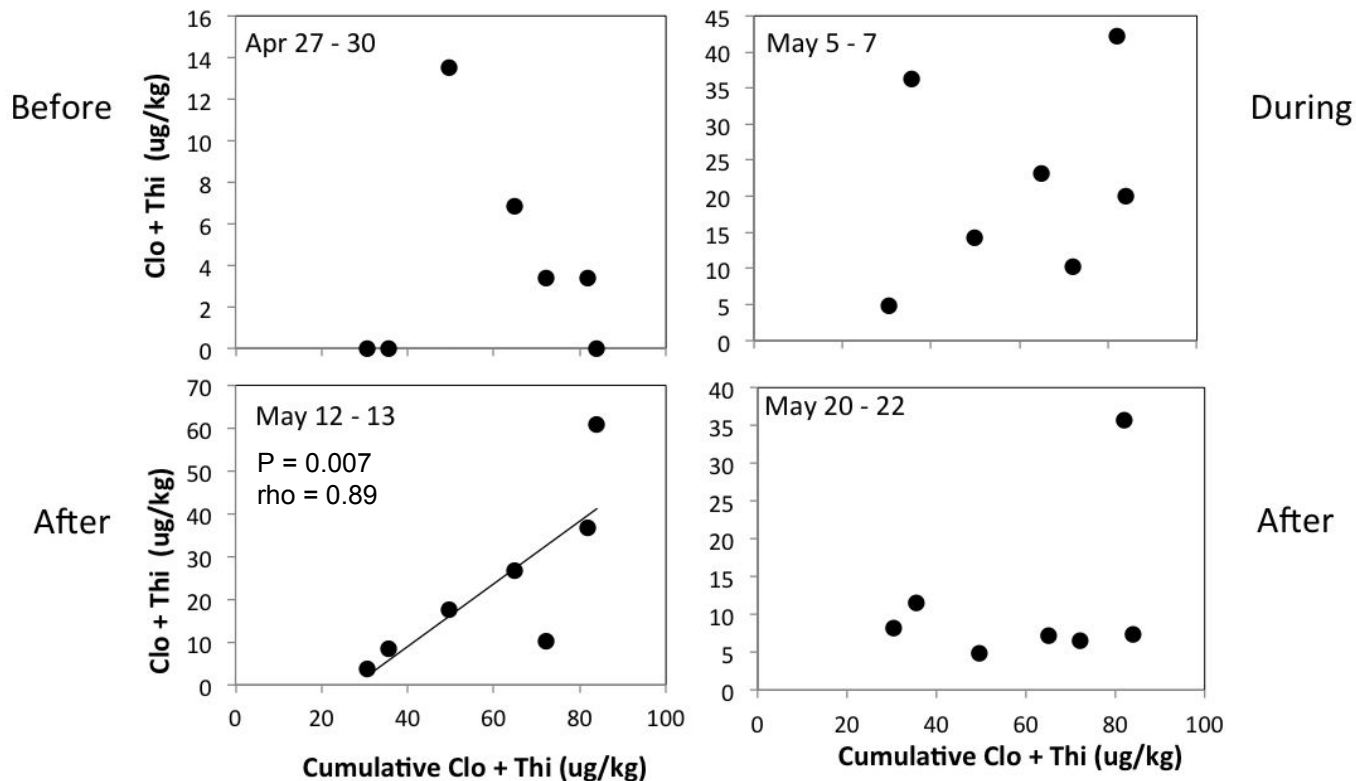 Before
Clo + Thi (ug/kg)
16
14
12
10
8
6
4
2
0
Apr 27 - 30
45
40
35
30
25
20
15
10
5
0
May 5 - 7
During
After
Clo + Thi (ug/kg)
70
60
50
40
30
20
10
0
May 12 - 13
P = 0.007
rho = 0.89
0 20 40 60 80 100
Cumulative Clo + Thi (ug/kg)
40
35
30
25
20
15
10
5
0
May 20 - 22
After
0 20 40 60 80 100
Cumulative Clo + Thi (ug/kg)